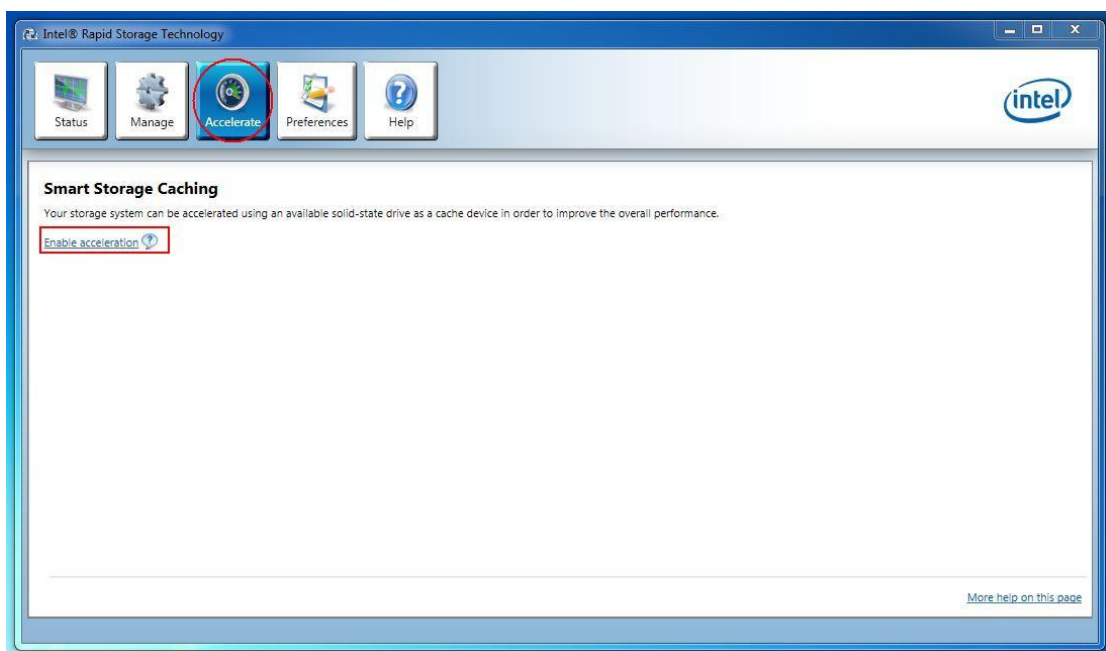 Intel® Rapid Storage Technology
Status
Manage
Accelerate
Preferences
Help
intel
Smart Storage Caching
Your storage system can be accelerated using an available solid-state drive as a cache device in order to improve the overall performance.
Enable acceleration
More help on this page